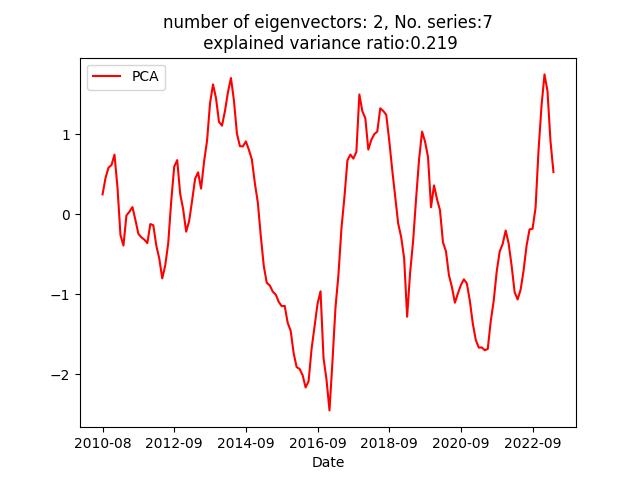 number of eigenvectors: 2, No. series:7
explained variance ratio:0.219
PCA
1
0
−1
−2
2010-08 2012-09 2014-09 2016-09 2018-09 2020-09 2022-09
Date